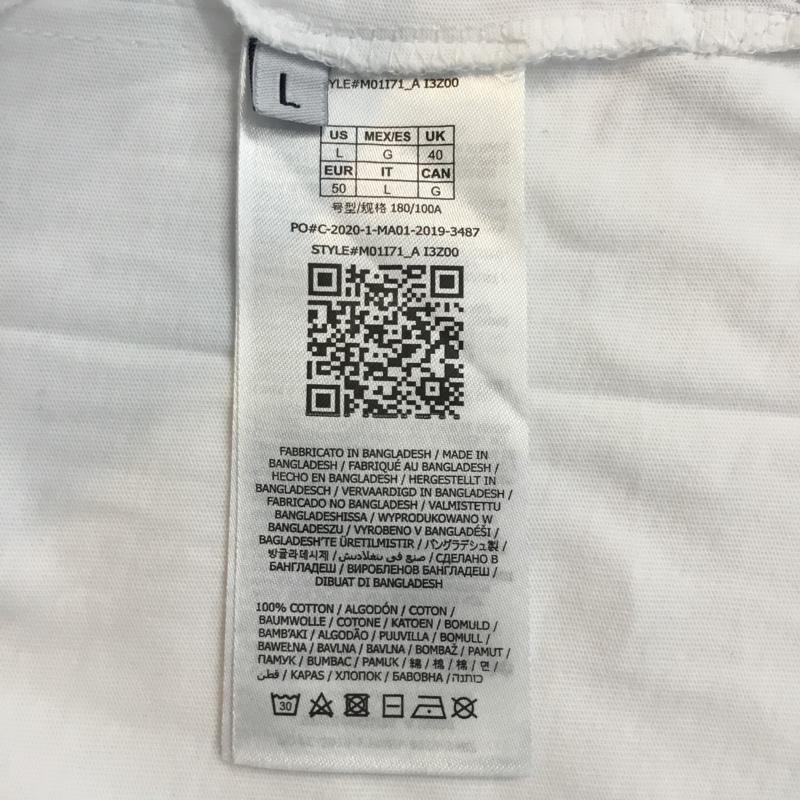 L
YLE#M01I71_A I3Z00
US MEX/ES UK
L G 40
EUR IT CAN
50 L G
号型/规格 180/100A
PO#C-2020-1-MA01-2019-3487
STYLE#M01I71_A I3Z00
FABBRICATO IN BANGLADESH / MADE IN
BANGLADESH / FABRIQUÉ AU BANGLADESH /
HECHO EN BANGLADESH / HERGESTELLT IN
BANGLADESCH / VERVAARDIGD IN BANGLADESH /
FABRICADO NO BANGLADESH / VALMISTETTU
BANGLADESHISSA / WYPRODUKOWANO W
BANGLADESZU / VYROBENO V BANGLADÉŠI /
BAGLADESH'TE ÜRETILMISTIR / バングラデシュ製 /
방글라데시제 / صنع في بنغلاديش / СДЕЛАНО В
БАНГЛАДЕШ / ВИРОБЛЕНОВ БАНГЛАДЕШ /
DIBUAT DI BANGLADESH
100% COTTON / ALGODÓN / COTON /
BAUMWOLLE / COTONE / KATOEN / BOMULD /
BAMB'AKI / ALGODÃO / PUUVILLA / BOMULL /
BAWEŁNA / BAVLNA / BAVLNA / BOMBAŽ / PAMUT /
ПАМУК / BUMBAC / PAMUK / 綿 / 棉 / 棉 / 면 /
قطن / KAPAS / ХЛОПОК / БАВОВНА / כותנה
30